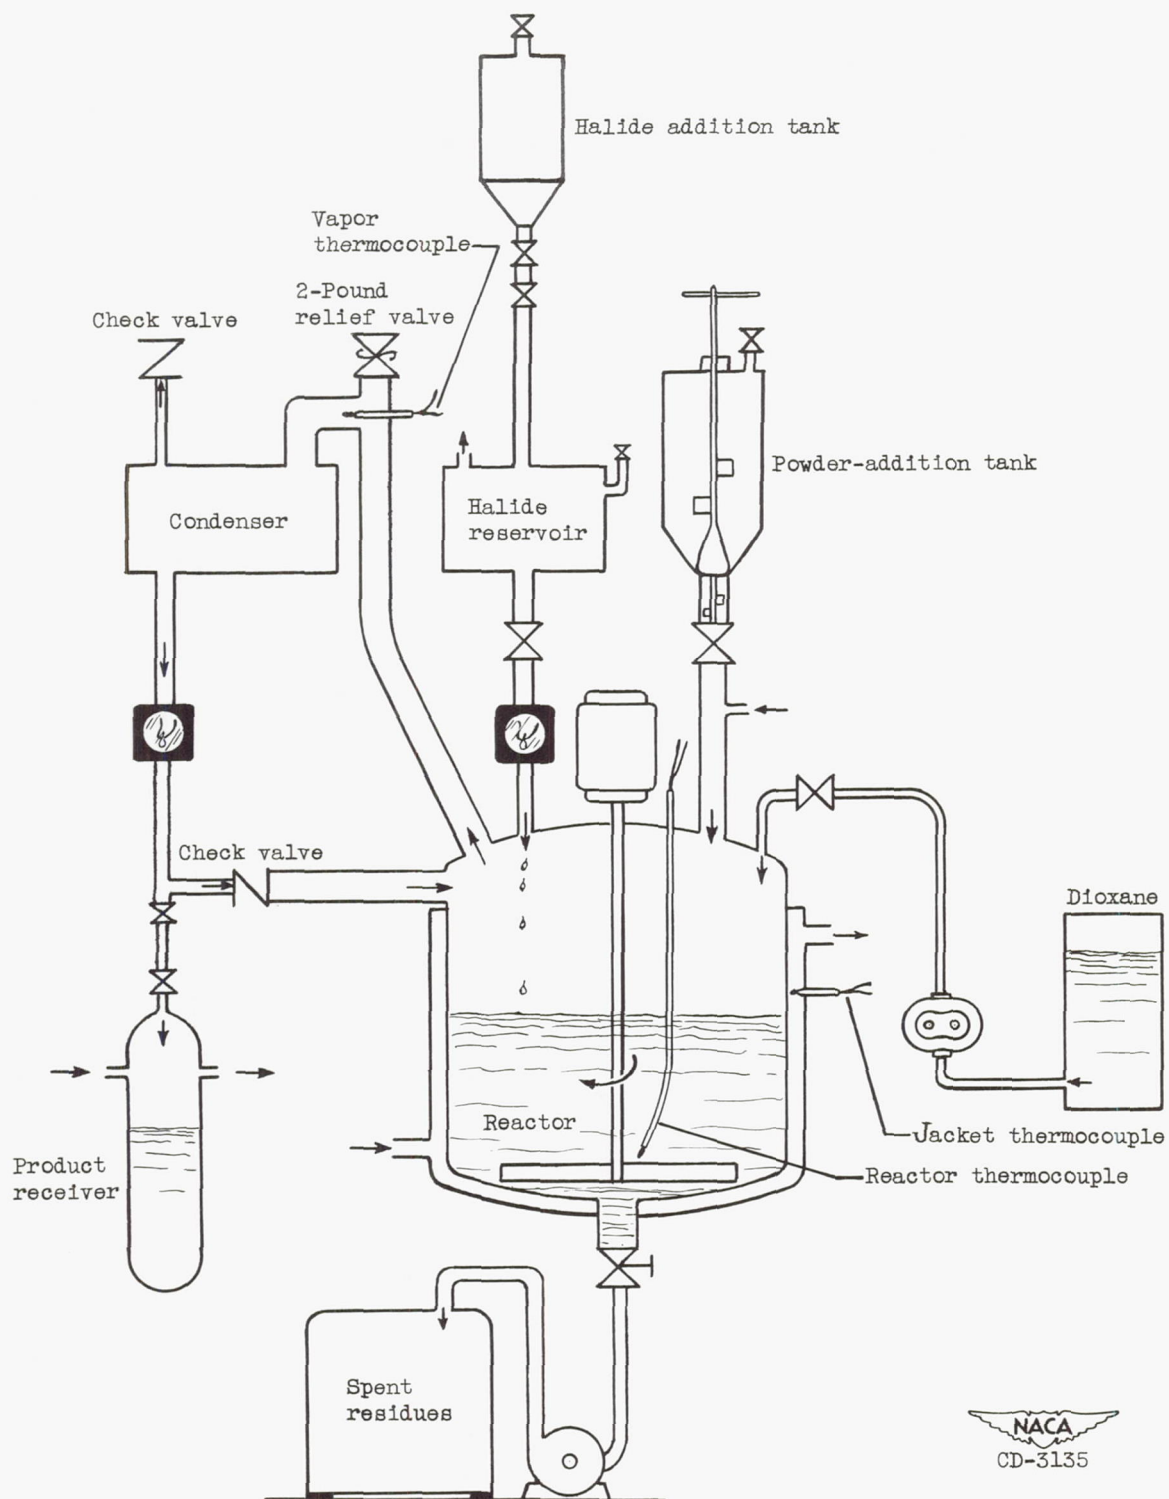 Halide addition tank
Vapor
thermocouple
2-Pound
relief valve
Check valve
Powder-addition tank
Condenser
Halide
reservoir
Check valve
Dioxane
Reactor
Jacket thermocouple
Product
receiver
Reactor thermocouple
Spent
residues
NACA
CD-3135